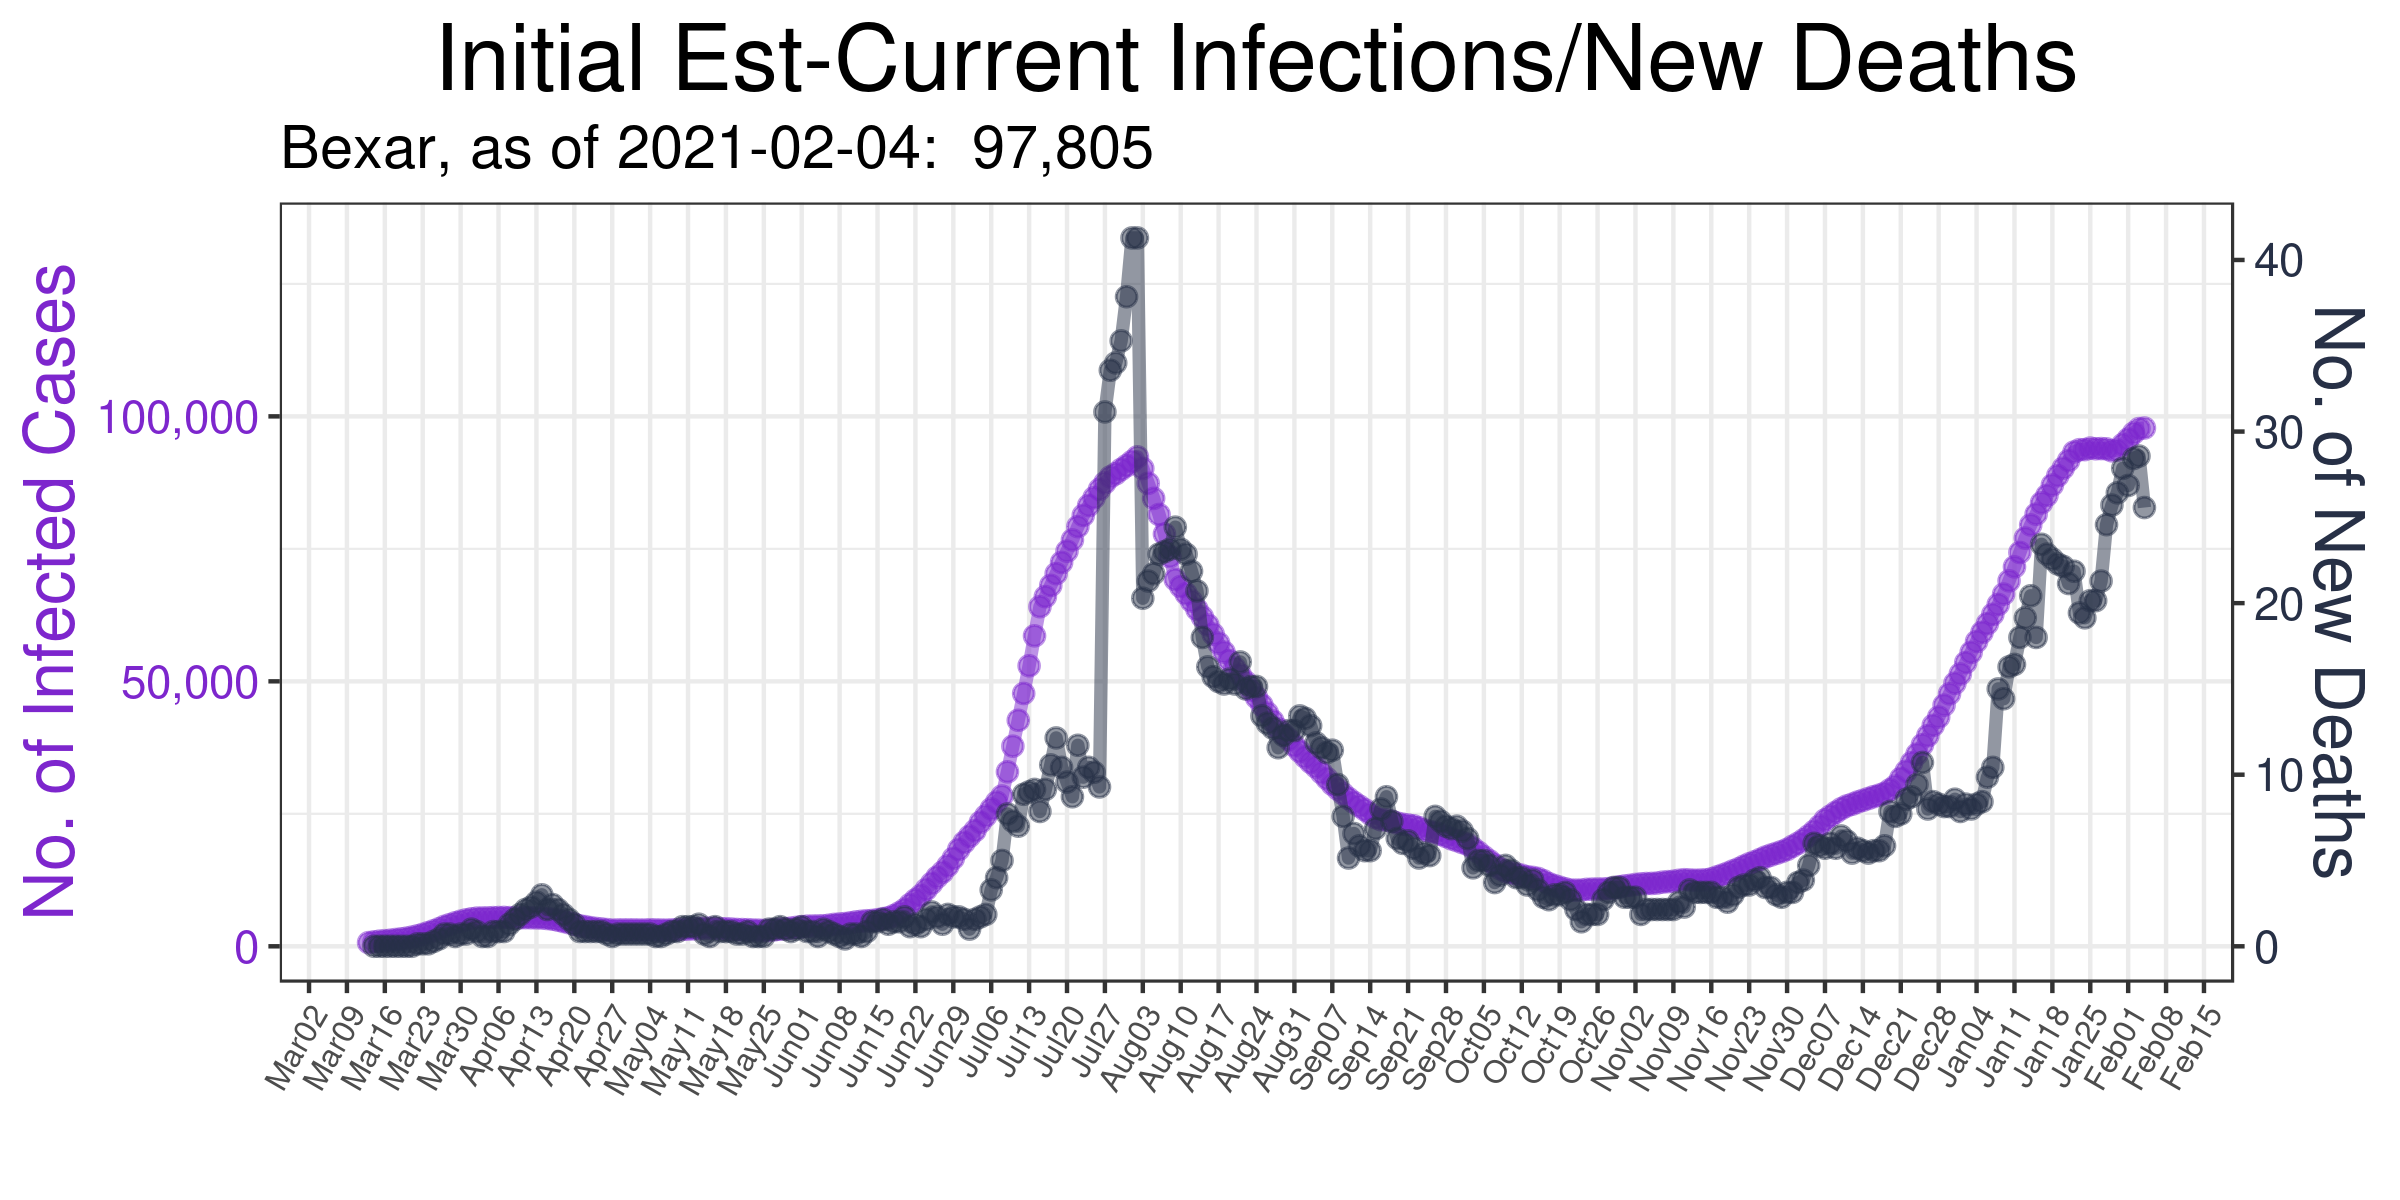 Initial Est-Current Infections/New Deaths
Bexar, as of 2021-02-04:  97,805
No. of Infected Cases
100,000
50,000
0
40
30
20
10
0
No. of New Deaths
Mar02 Mar09 Mar16 Mar23 Mar30 Apr06 Apr13 Apr20 Apr27 May04 May11 May18 May25 Jun01 Jun08 Jun15 Jun22 Jun29 Jul06 Jul13 Jul20 Jul27 Aug03 Aug10 Aug17 Aug24 Aug31 Sep07 Sep14 Sep21 Sep28 Oct05 Oct12 Oct19 Oct26 Nov02 Nov09 Nov16 Nov23 Nov30 Dec07 Dec14 Dec21 Dec28 Jan04 Jan11 Jan18 Jan25 Feb01 Feb08 Feb15